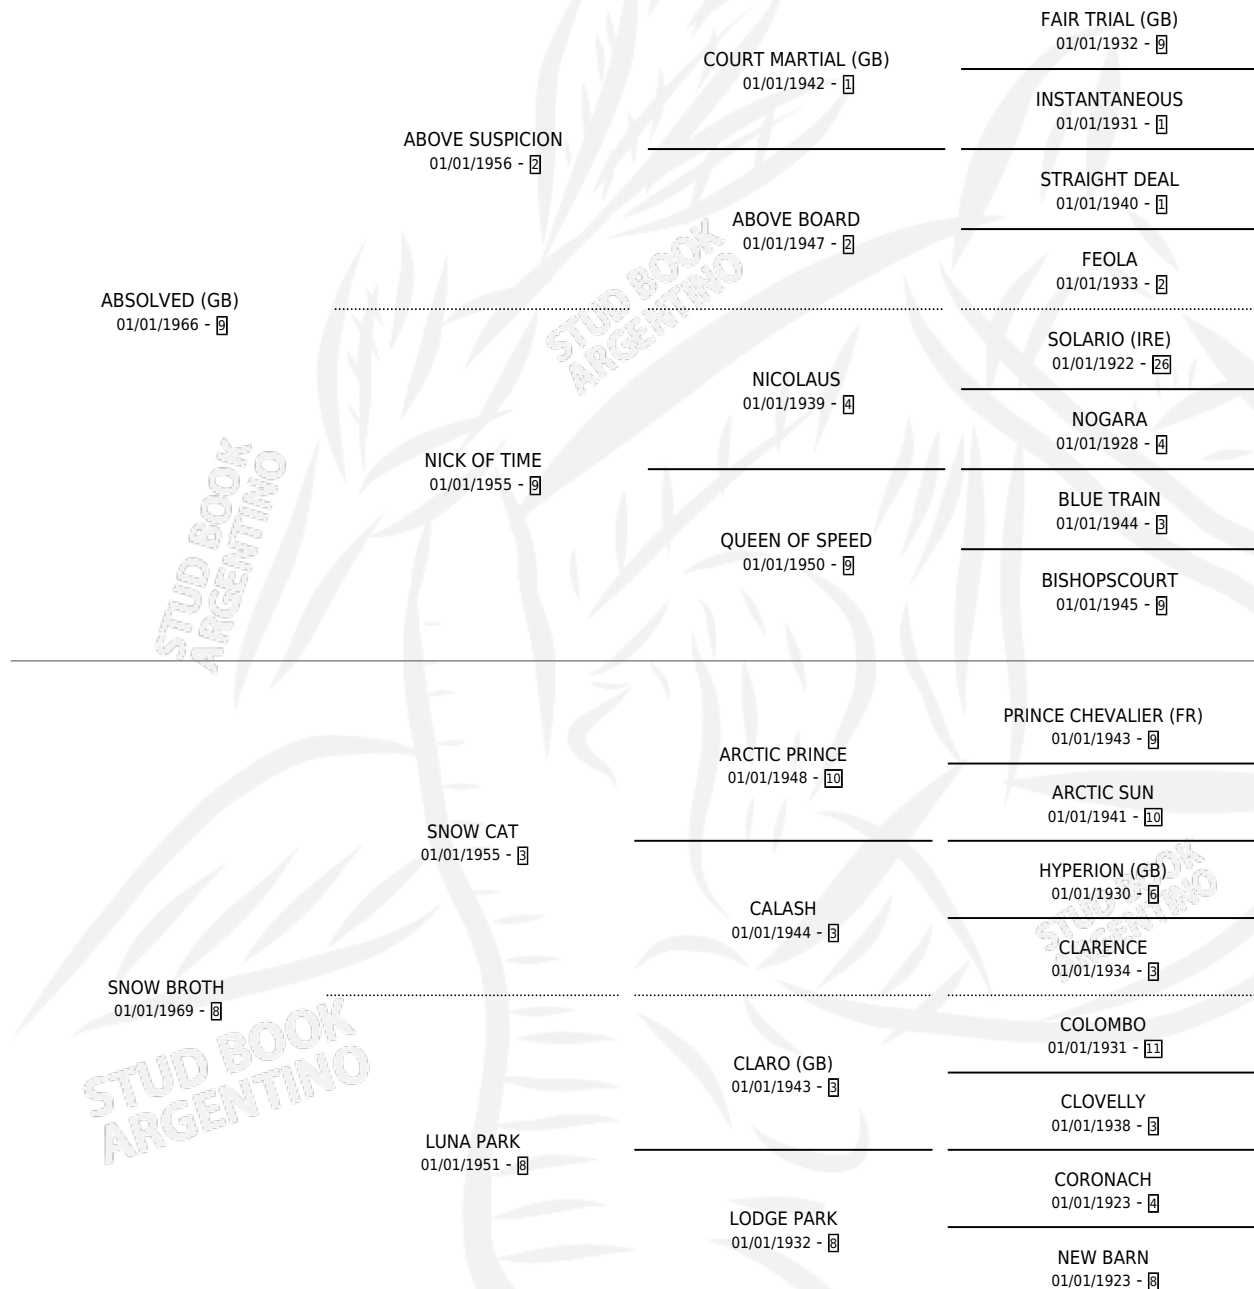 FAIR TRIAL (GB)
01/01/1932 - 9
COURT MARTIAL (GB)
01/01/1942 - 1
INSTANTANEOUS
01/01/1931 - 1
ABOVE SUSPICION
01/01/1956 - 2
STRAIGHT DEAL
01/01/1940 - 1
ABOVE BOARD
01/01/1947 - 2
FEOLA
01/01/1933 - 2
ABSOLVED (GB)
01/01/1966 - 9
SOLARIO (IRE)
01/01/1922 - 26
NICOLAUS
01/01/1939 - 4
NOGARA
01/01/1928 - 4
NICK OF TIME
01/01/1955 - 9
BLUE TRAIN
01/01/1944 - 3
QUEEN OF SPEED
01/01/1950 - 9
BISHOPSCOURT
01/01/1945 - 9
PRINCE CHEVALIER (FR)
01/01/1943 - 9
ARCTIC PRINCE
01/01/1948 - 10
ARCTIC SUN
01/01/1941 - 10
SNOW CAT
01/01/1955 - 3
HYPERION (GB)
01/01/1930 - 6
CALASH
01/01/1944 - 3
CLARENCE
01/01/1934 - 3
SNOW BROTH
01/01/1969 - 8
COLOMBO
01/01/1931 - 11
CLARO (GB)
01/01/1943 - 3
CLOVELLY
01/01/1938 - 3
LUNA PARK
01/01/1951 - 8
CORONACH
01/01/1923 - 4
LODGE PARK
01/01/1932 - 8
NEW BARN
01/01/1923 - 8
STUD BOOK
ARGENTINO
STUD BOOK
ARGENTINO
STUD BOOK
ARGENTINO
STUD BOOK
ARGENTINO